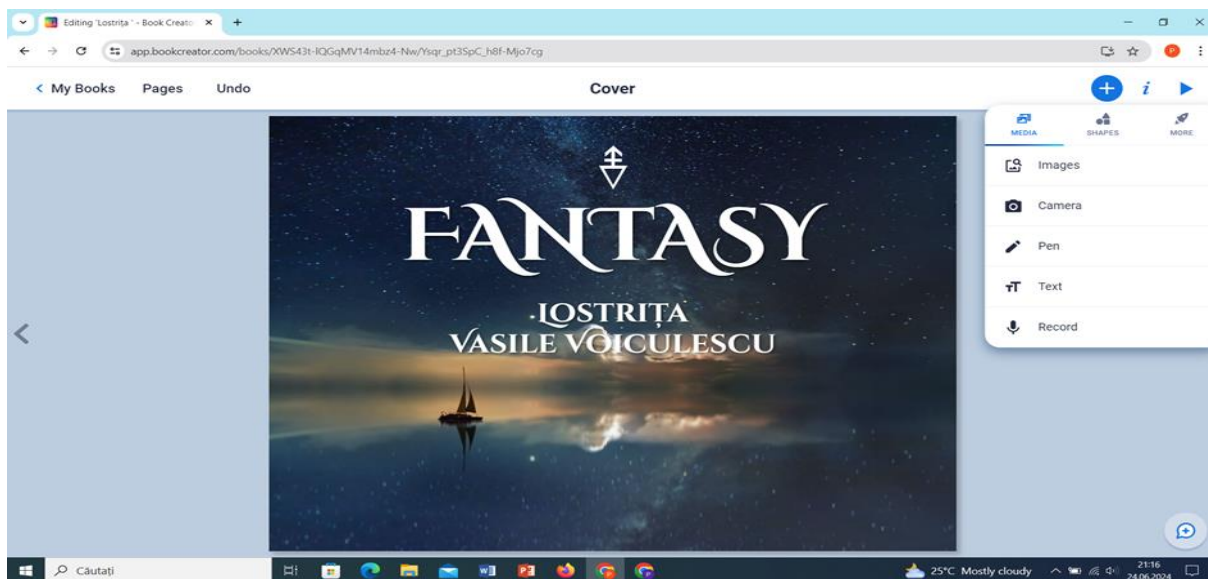 Editing 'Lostrița ' - Book Creato
app.bookcreator.com/books/XWS43t-IQGqMV14mbz4-Nw/Ysqr_pt3SpC_h8f-Mjo7cg
My Books Pages Undo Cover i
MEDIA SHAPES MORE
Images
Camera
Pen
Text
Record
FANTASY
LOSTRIȚA
VASILE VOICULESCU
Căutați
25°C Mostly cloudy
21:16
24.06.2024